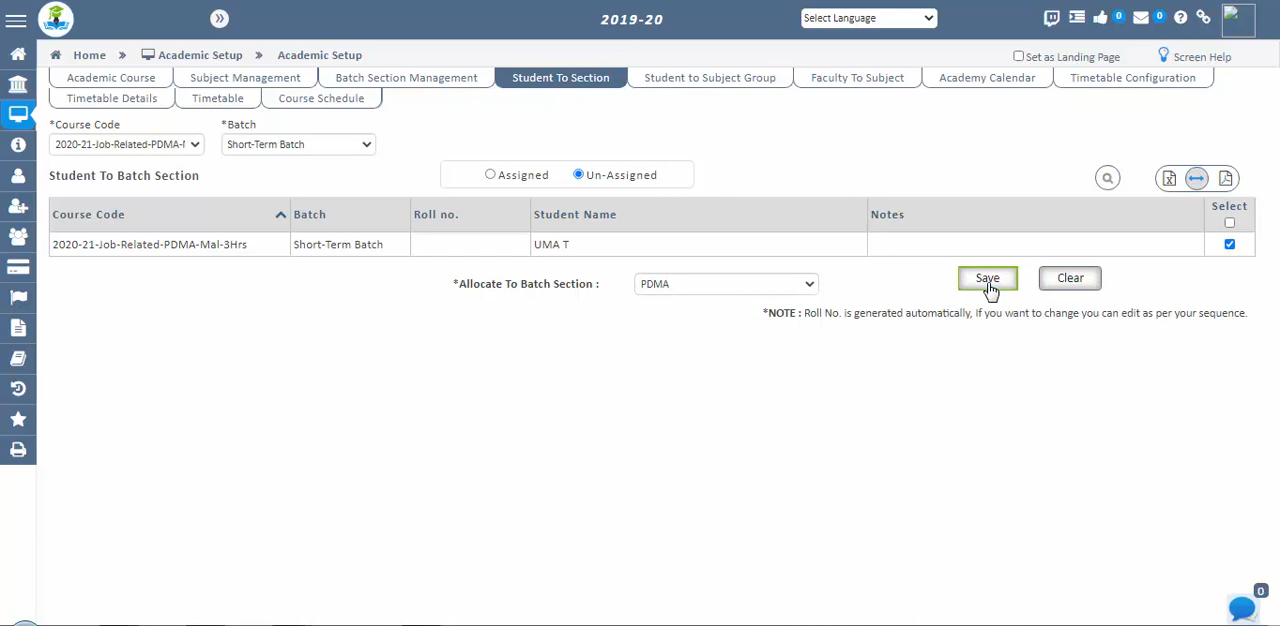 2019-20
Select Language
0
0
Home » Academic Setup » Academic Setup
Set as Landing Page
Screen Help
Academic Course
Subject Management
Batch Section Management
Student To Section
Student to Subject Group
Faculty To Subject
Academy Calendar
Timetable Configuration
Timetable Details
Timetable
Course Schedule
*Course Code
*Batch
2020-21-Job-Related-PDMA-M
Short-Term Batch
Student To Batch Section
Assigned
Un-Assigned
Course Code
Batch
Roll no.
Student Name
Notes
Select
2020-21-Job-Related-PDMA-Mal-3Hrs
Short-Term Batch
UMA T
*Allocate To Batch Section :
PDMA
Save
Clear
*NOTE : Roll No. is generated automatically, if you want to change you can edit as per your sequence.
0